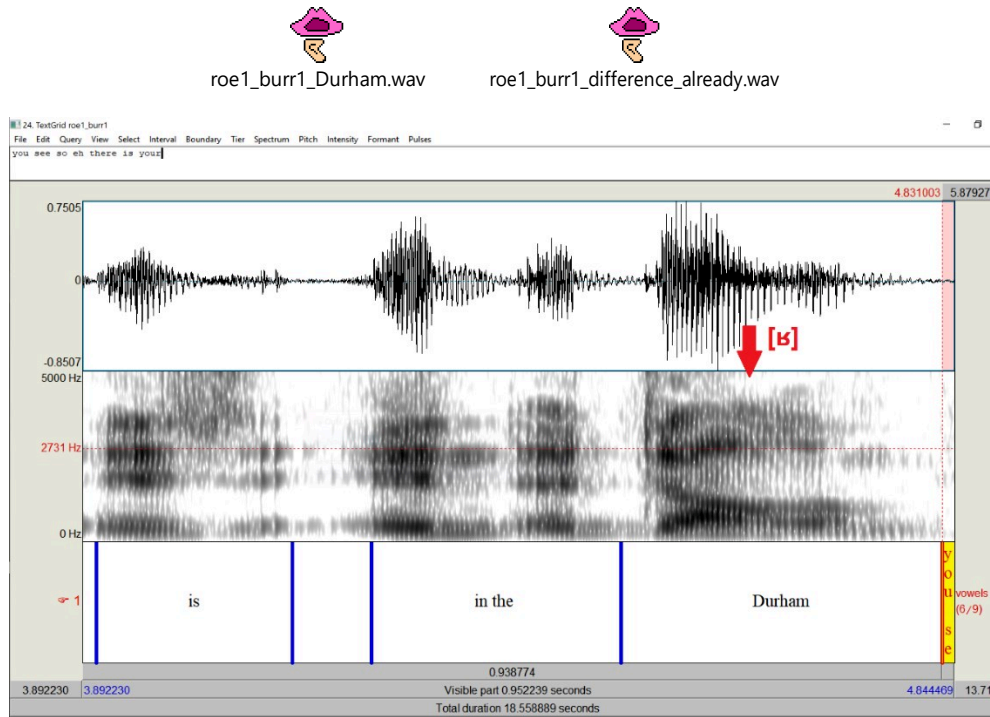 roe1_burr1_Durham.wav roe1_burr1_difference_already.wav
24. TextGrid roe1_burr1
File Edit Query View Select Interval Boundary Tier Spectrum Pitch Intensity Formant Pulses
you see so eh there is your
4.831003 5.87927
0.7505
0
[ʁ]
-0.8507
5000 Hz
2731 Hz
0 Hz
☞ 1 is in the Durham you se vowels
(6/9)
0.938774
3.892230 3.892230 Visible part 0.952239 seconds 4.844469 13.71
Total duration 18.558889 seconds